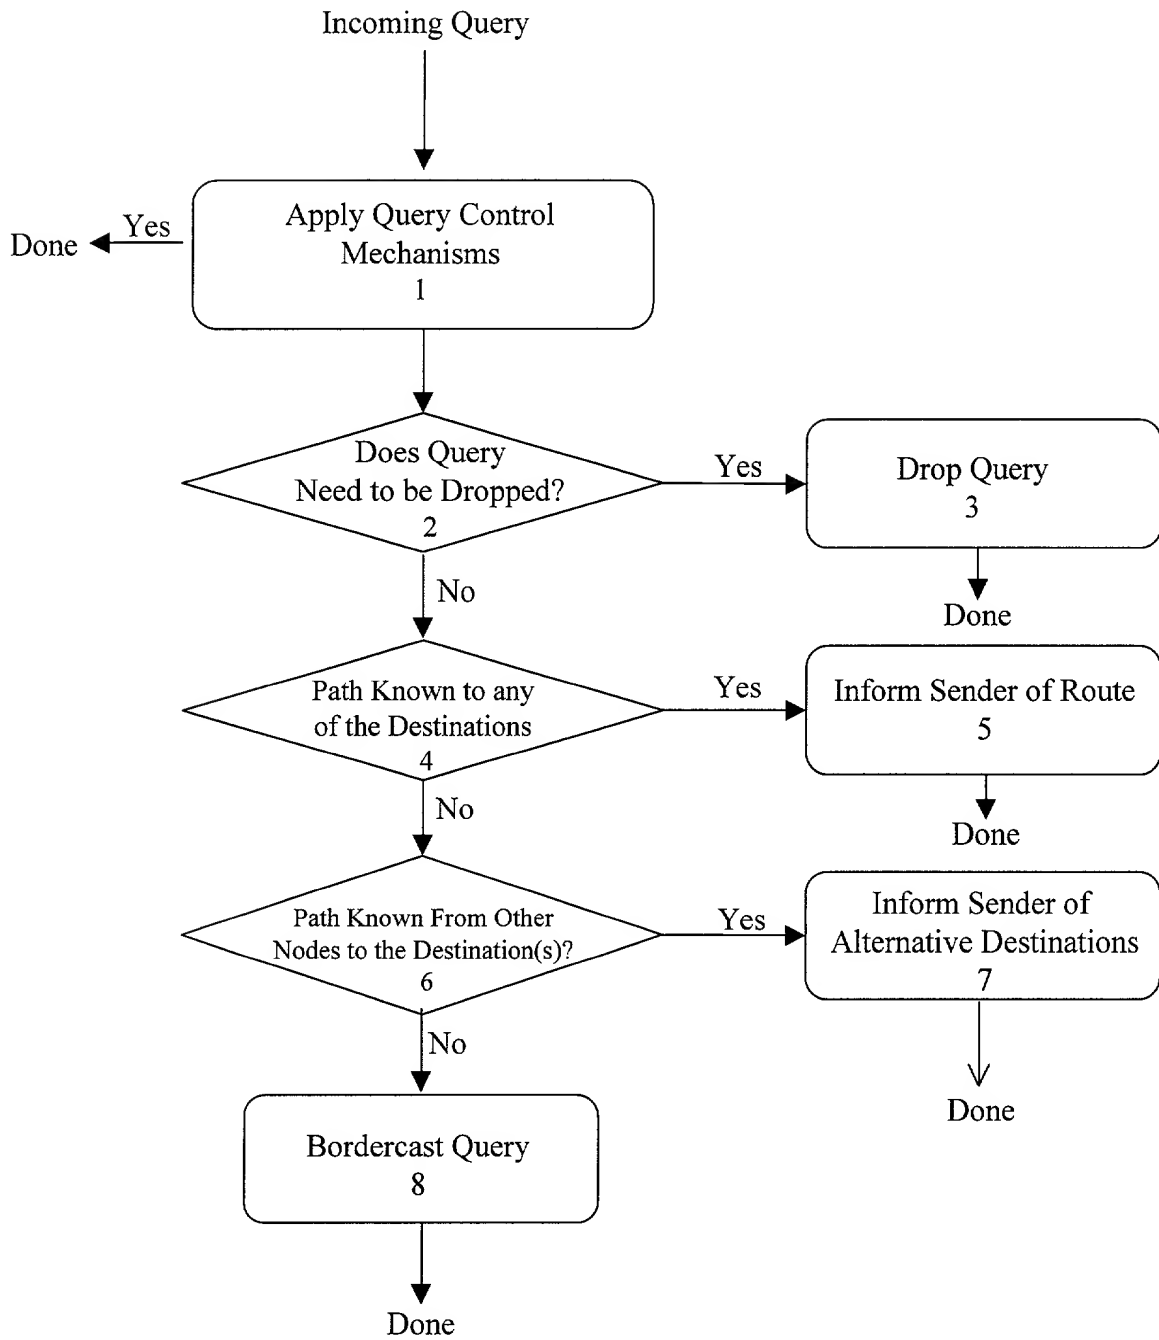 Incoming Query
Apply Query Control
Mechanisms
1
Yes
Done
Does Query
Need to be Dropped?
2
Yes
Drop Query
3
Done
No
Path Known to any
of the Destinations
4
Yes
Inform Sender of Route
5
Done
No
Path Known From Other
Nodes to the Destination(s)?
6
Yes
Inform Sender of
Alternative Destinations
7
Done
No
Bordercast Query
8
Done